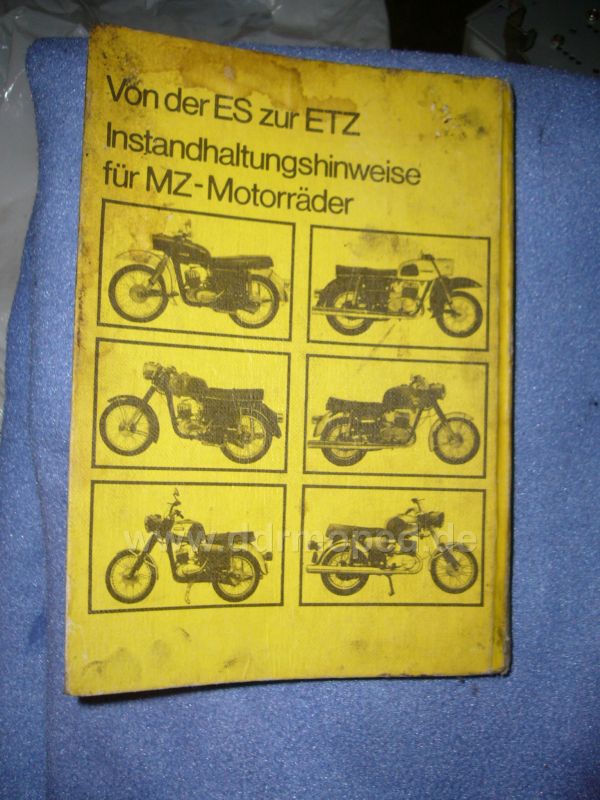 Von der ES zur ETZ
Instandhaltungshinweise
für MZ-Motorräder
www.ddrmoped.de